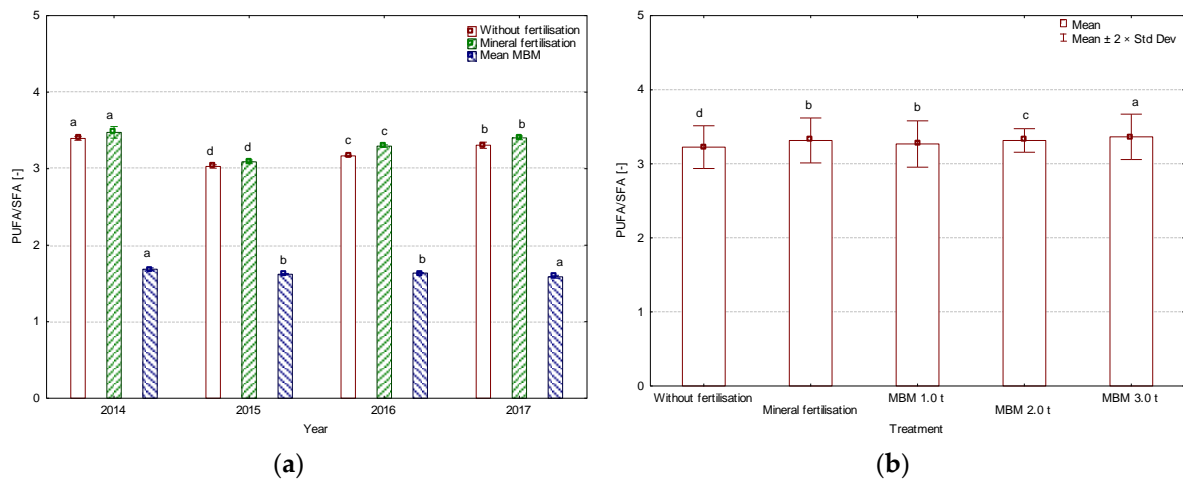 5
4
3
2
1
0
PUFA/SFA [-]
Without fertilisation
Mineral fertilisation
Mean MBM
a a a
d d b
c c b
b b a
2014 2015 2016 2017
Year
(a)
5
4
3
2
1
0
PUFA/SFA [-]
Mean
Mean ± 2 × Std Dev
d b b c a
Without fertilisation Mineral fertilisation MBM 1.0 t MBM 2.0 t MBM 3.0 t
Treatment
(b)